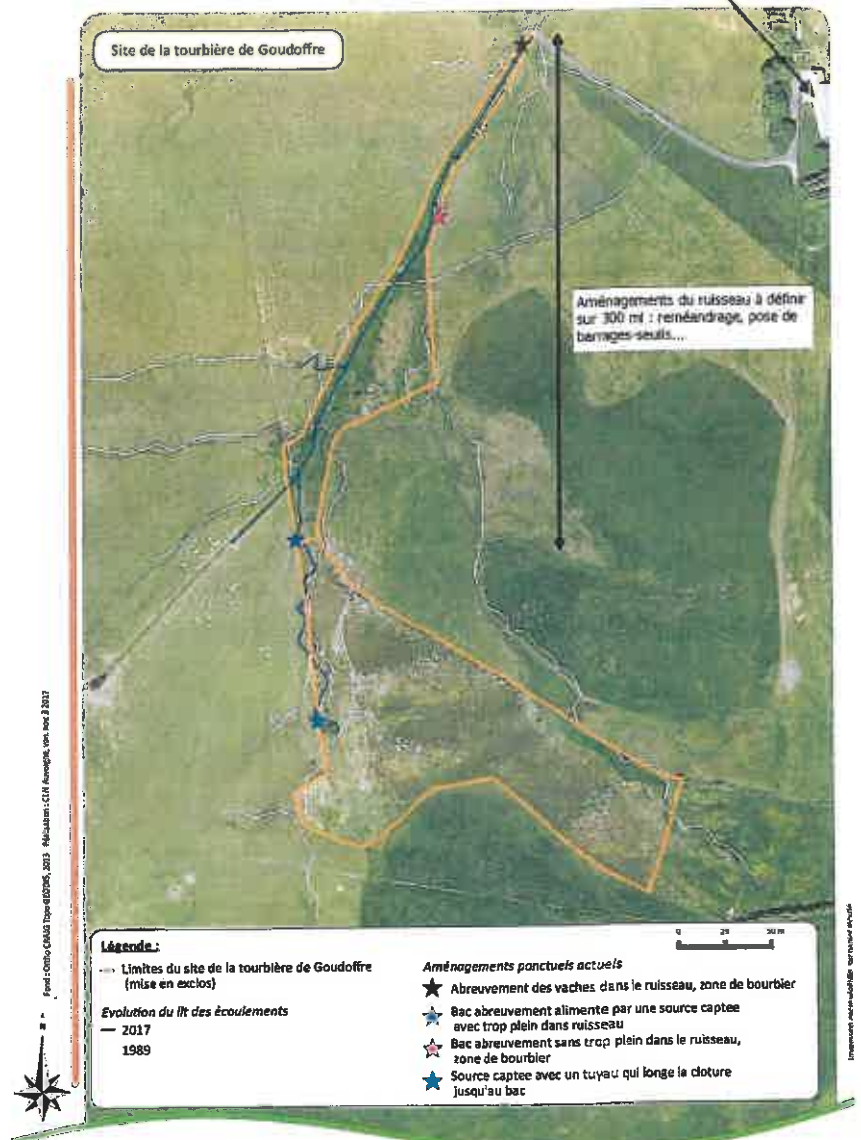 Site de la tourbière de Goudoffre
Aménagements du ruisseau à définir
sur 300 ml : reméandrage, pose de
barrages-seuils...
Légende :
Limites du site de la tourbière de Goudoffre
(mise en exclos)
Evolution du lit des écoulements
2017
1989
0 25 50 m
Aménagements ponctuels actuels
Abreuvement des vaches dans le ruisseau, zone de bourbier
Bac abreuvement alimente par une source captee
avec trop plein dans ruisseau
Bac abreuvement sans trop plein dans le ruisseau,
zone de bourbier
Source captée avec un tuyau qui longe la cloture
jusqu'au bac